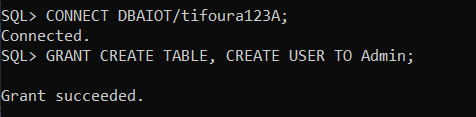 SQL> CONNECT DBAIOT/tifoura123A;
Connected.
SQL> GRANT CREATE TABLE, CREATE USER TO Admin;
Grant succeeded.